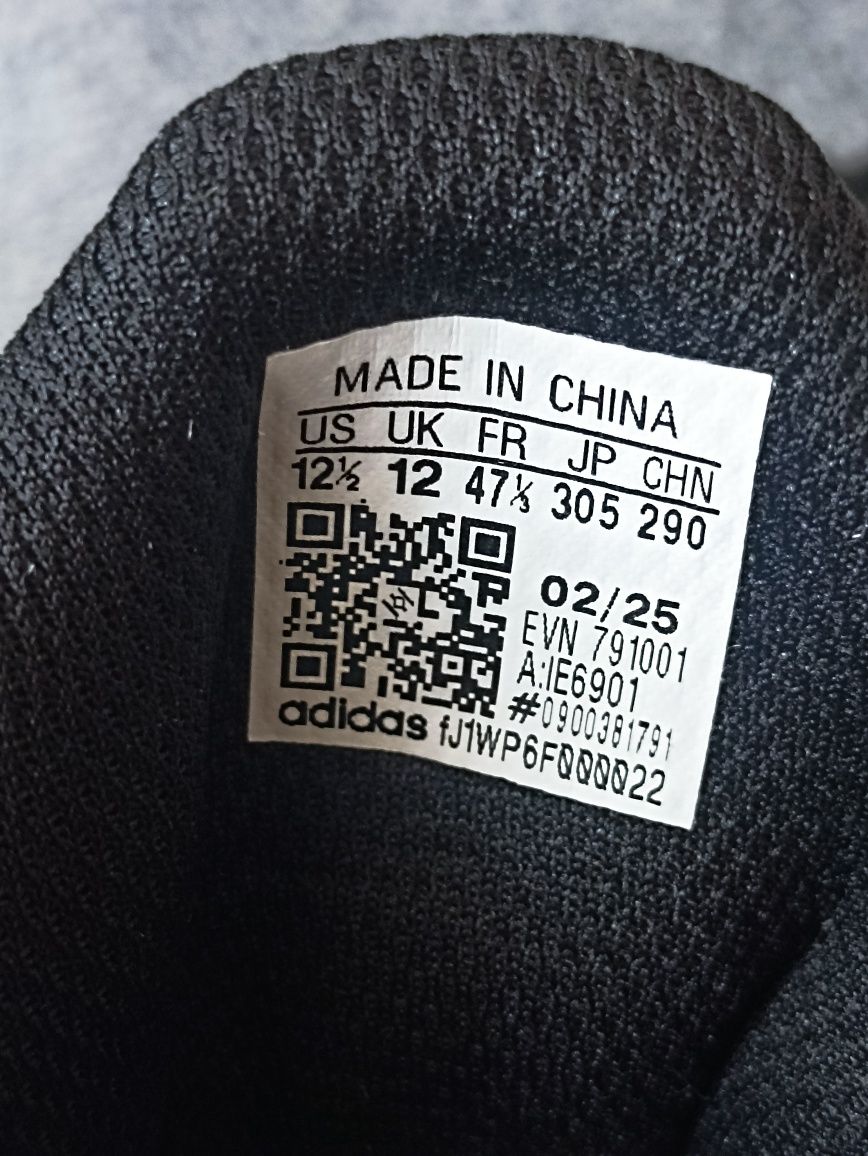 MADE IN CHINA
US UK FR JP CHN
12½ 12 47⅓ 305 290
02/25
EVN 791001
A:IE6901
#0900381791
adidas fJ1WP6F000022
L